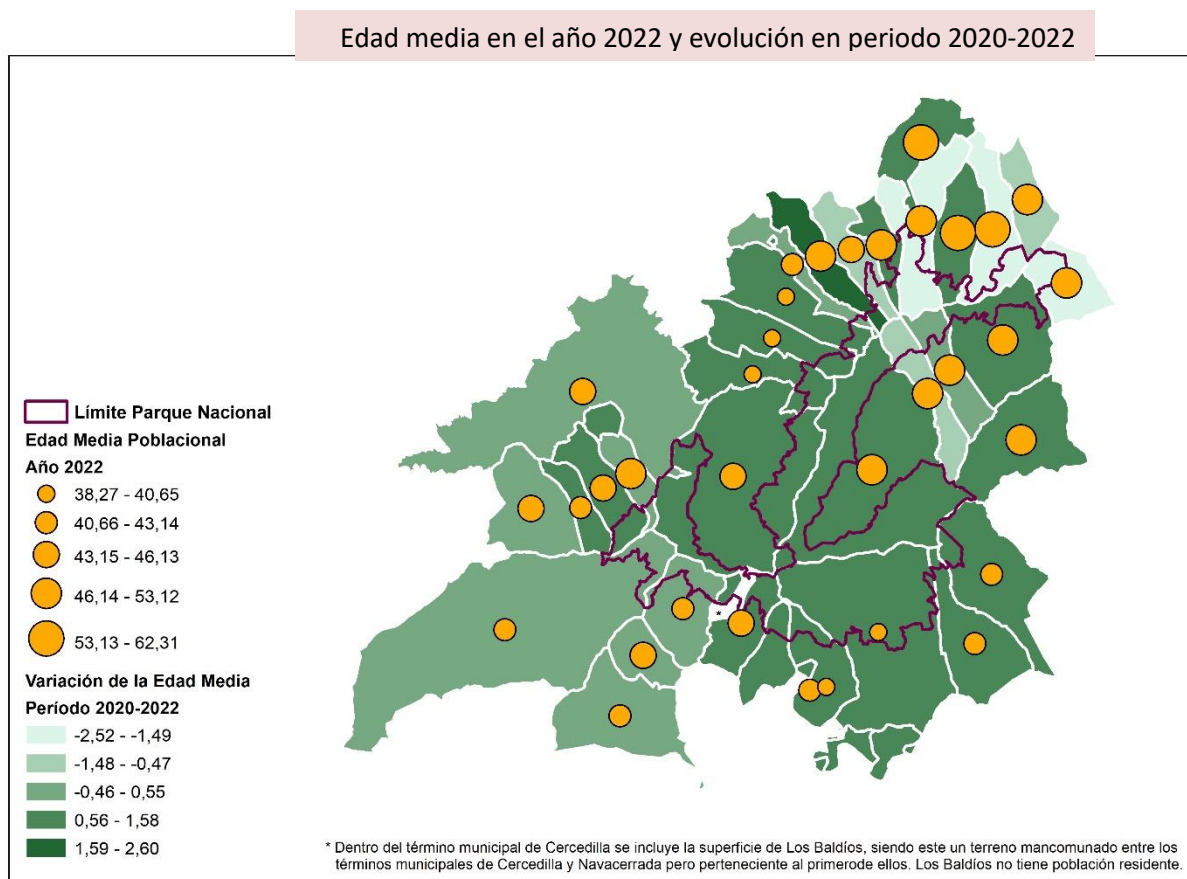 Edad media en el año 2022 y evolución en periodo 2020-2022
Límite Parque Nacional
Edad Media Poblacional
Año 2022
38,27 - 40,65
40,66 - 43,14
43,15 - 46,13
46,14 - 53,12
53,13 - 62,31
Variación de la Edad Media
Período 2020-2022
-2,52 - -1,49
-1,48 - -0,47
-0,46 - 0,55
0,56 - 1,58
1,59 - 2,60
*
* Dentro del término municipal de Cercedilla se incluye la superficie de Los Baldíos, siendo este un terreno mancomunado entre los
términos municipales de Cercedilla y Navacerrada pero perteneciente al primerode ellos. Los Baldíos no tiene población residente.